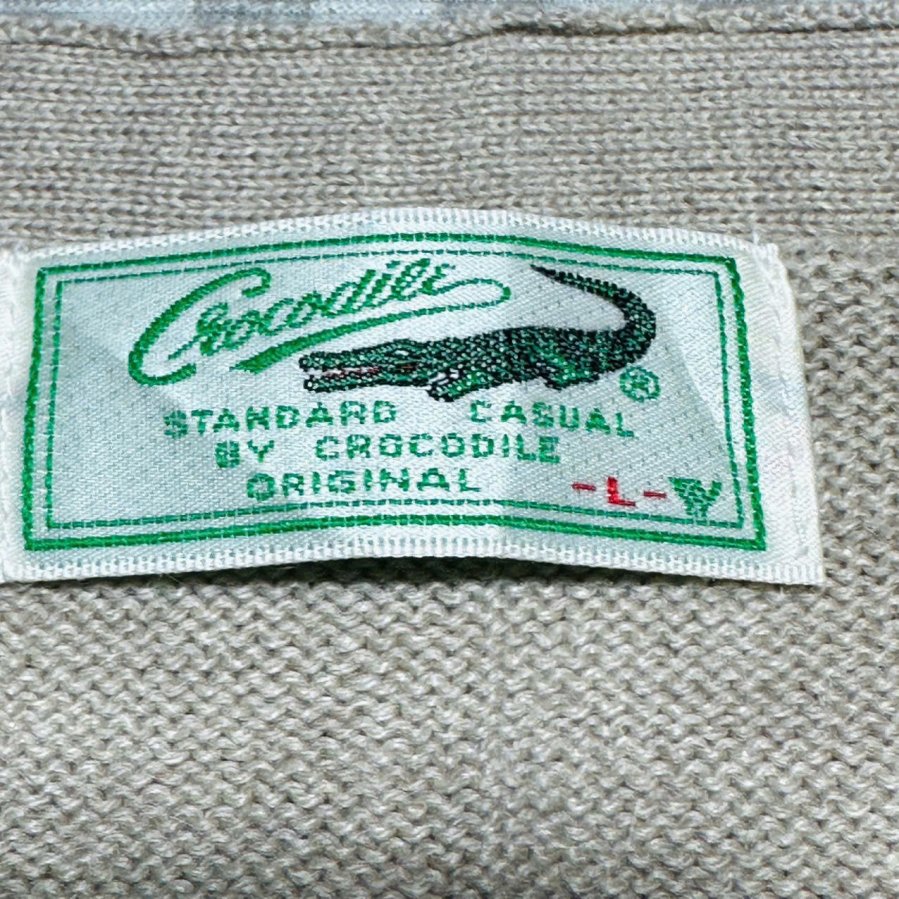 Crocodile
®
STANDARD CASUAL
BY CROCODILE
ORIGINAL
-L-